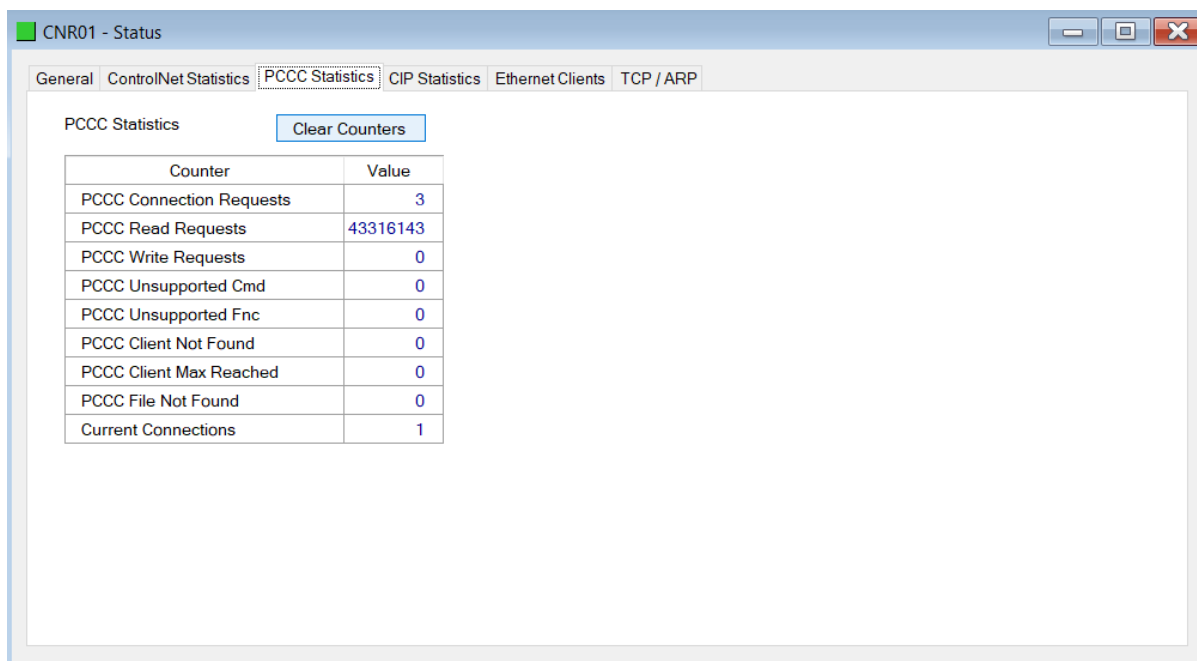 CNR01 - Status
General ControlNet Statistics PCCC Statistics CIP Statistics Ethernet Clients TCP / ARP
PCCC Statistics Clear Counters
Counter Value
PCCC Connection Requests 3
PCCC Read Requests 43316143
PCCC Write Requests 0
PCCC Unsupported Cmd 0
PCCC Unsupported Fnc 0
PCCC Client Not Found 0
PCCC Client Max Reached 0
PCCC File Not Found 0
Current Connections 1